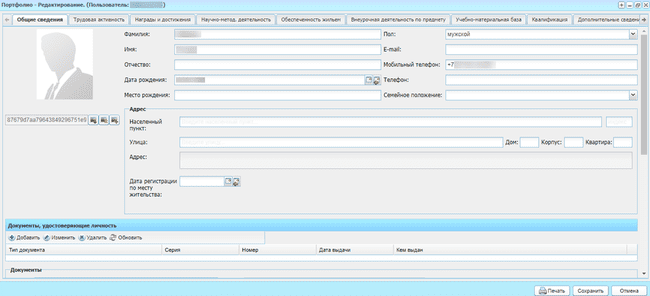 Портфолио - Редактирование. (Пользователь:
Общие сведения Трудовая активность Награды и достижения Научно-метод. деятельность Обеспеченность жильем Внеурочная деятельность по предмету Учебно-материальная база Квалификация Дополнительные сведени
Фамилия: Пол: мужской
Имя: E-mail:
Отчество: Мобильный телефон: +7
Дата рождения: Телефон:
Место рождения: Семейное положение:
Адрес
87679d7aa79643849296751e9
Населенный пункт:
Улица: Дом: Корпус: Квартира:
Адрес:
Дата регистрации
по месту
жительства:
Документы, удостоверяющие личность
Добавить Изменить Удалить Обновить
Тип документа Серия Номер Дата выдачи Кем выдан
Документы
Печать Сохранить Отмена